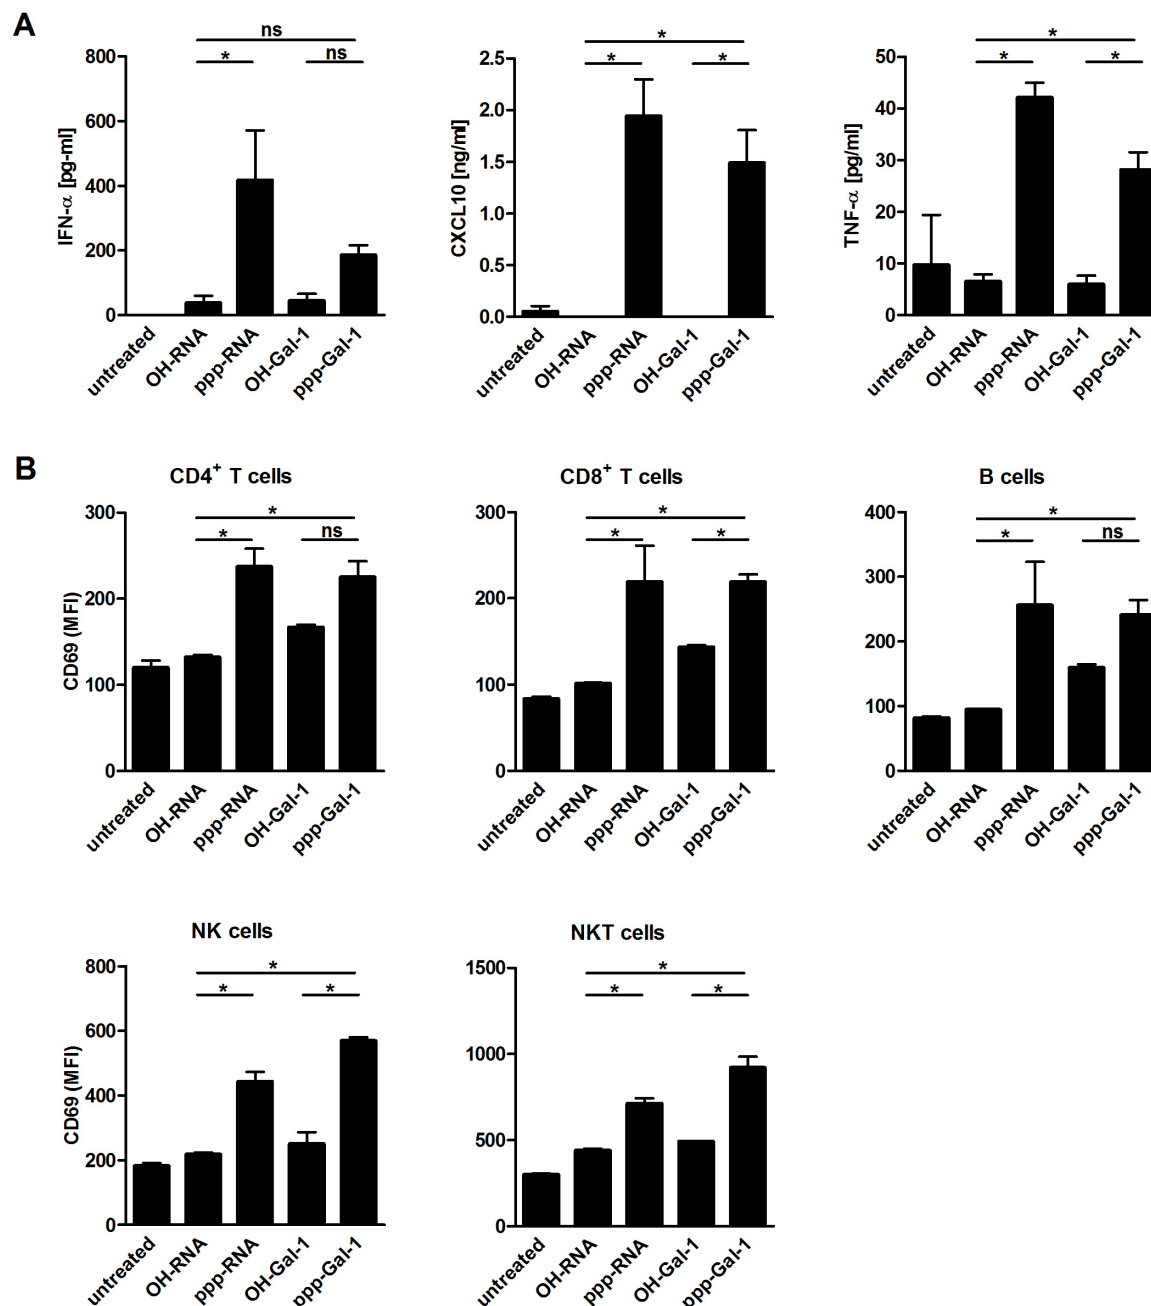 A
ns
*
ns
800
600
400
200
0
IFN-α [pg-ml]
untreated
OH-RNA
ppp-RNA
OH-Gal-1
ppp-Gal-1
*
*
*
2.5
2.0
1.5
1.0
0.5
0.0
CXCL10 [ng/ml]
untreated
OH-RNA
ppp-RNA
OH-Gal-1
ppp-Gal-1
*
*
*
50
40
30
20
10
0
TNF-α [pg/ml]
untreated
OH-RNA
ppp-RNA
OH-Gal-1
ppp-Gal-1
B
CD4+ T cells
*
*
ns
300
200
100
0
CD69 (MFI)
untreated
OH-RNA
ppp-RNA
OH-Gal-1
ppp-Gal-1
CD8+ T cells
*
*
*
300
200
100
0
untreated
OH-RNA
ppp-RNA
OH-Gal-1
ppp-Gal-1
B cells
*
*
ns
400
300
200
100
0
untreated
OH-RNA
ppp-RNA
OH-Gal-1
ppp-Gal-1
NK cells
*
*
*
800
600
400
200
0
CD69 (MFI)
untreated
OH-RNA
ppp-RNA
OH-Gal-1
ppp-Gal-1
NKT cells
*
*
*
1500
1000
500
0
untreated
OH-RNA
ppp-RNA
OH-Gal-1
ppp-Gal-1